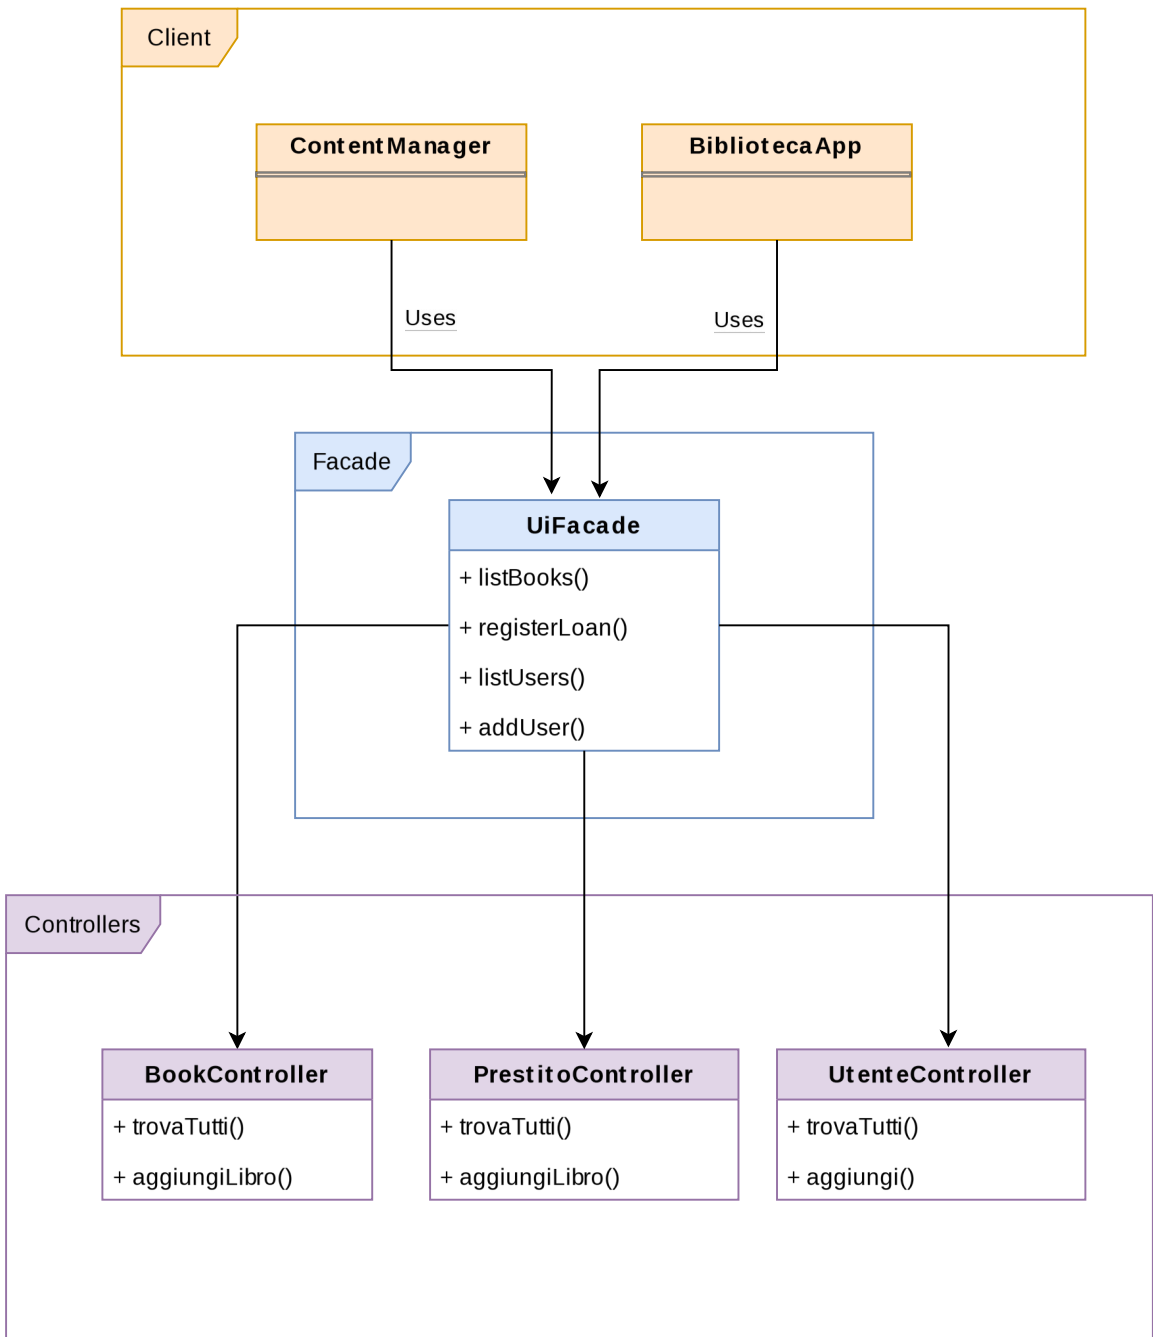 Client
ContentManager
BibliotecaApp
Uses
Uses
Facade
UiFacade
+ listBooks()
+ registerLoan()
+ listUsers()
+ addUser()
Controllers
BookController
+ trovaTutti()
+ aggiungiLibro()
PrestitoController
+ trovaTutti()
+ aggiungiLibro()
UtenteController
+ trovaTutti()
+ aggiungi()